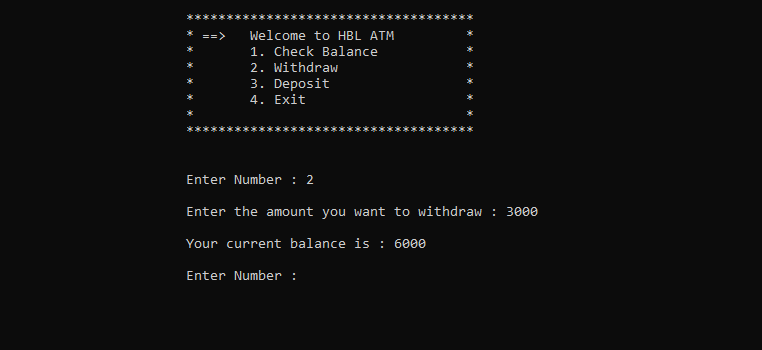 ************************************
* ==>   Welcome to HBL ATM         *
*       1. Check Balance           *
*       2. Withdraw                *
*       3. Deposit                 *
*       4. Exit                    *
*                                  *
************************************
Enter Number : 2
Enter the amount you want to withdraw : 3000
Your current balance is : 6000
Enter Number :